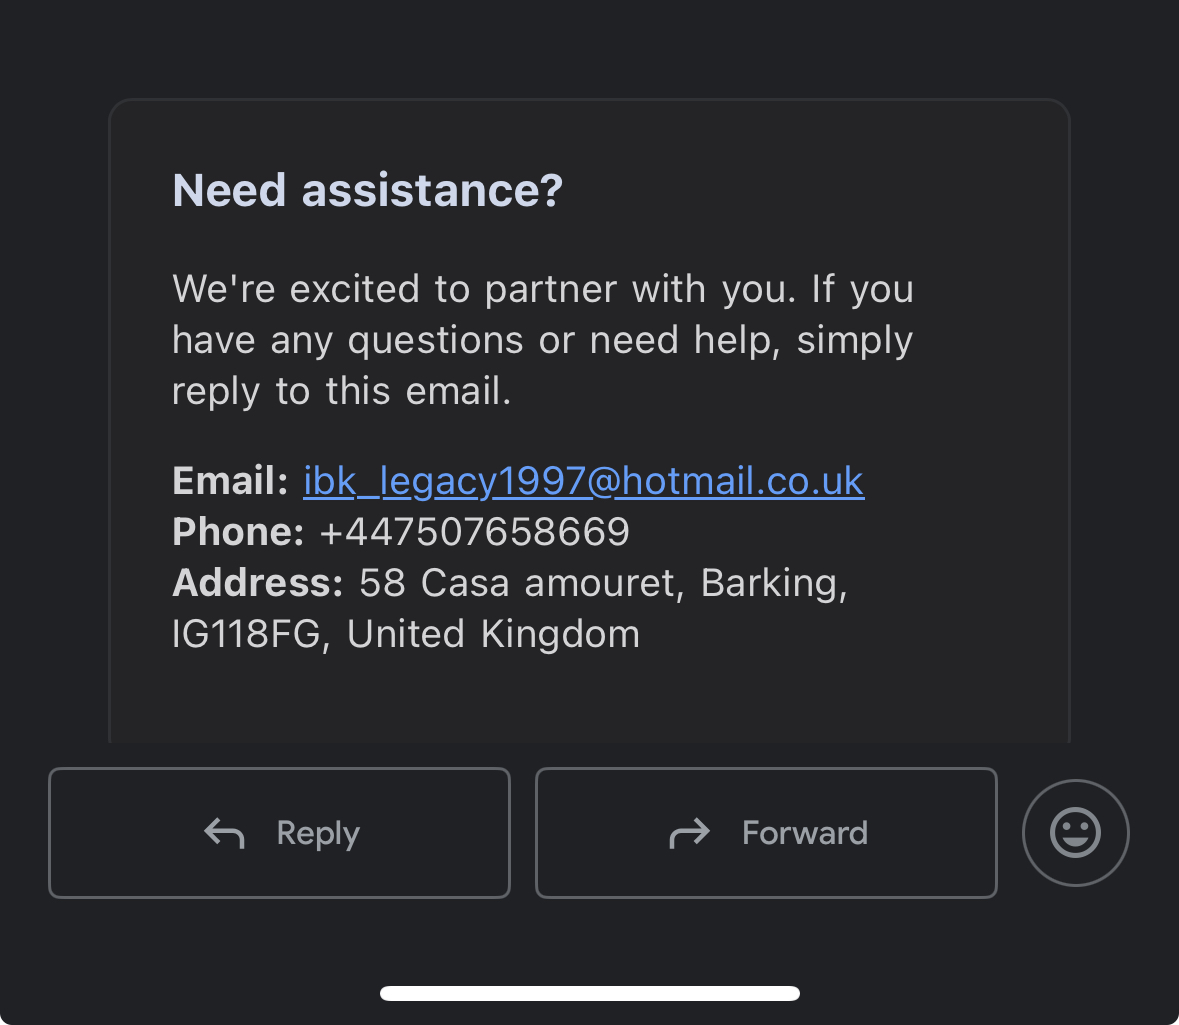 Need assistance?
We're excited to partner with you. If you
have any questions or need help, simply
reply to this email.
Email: ibk_legacy1997@hotmail.co.uk
Phone: +447507658669
Address: 58 Casa amouret, Barking,
IG118FG, United Kingdom
Reply
Forward